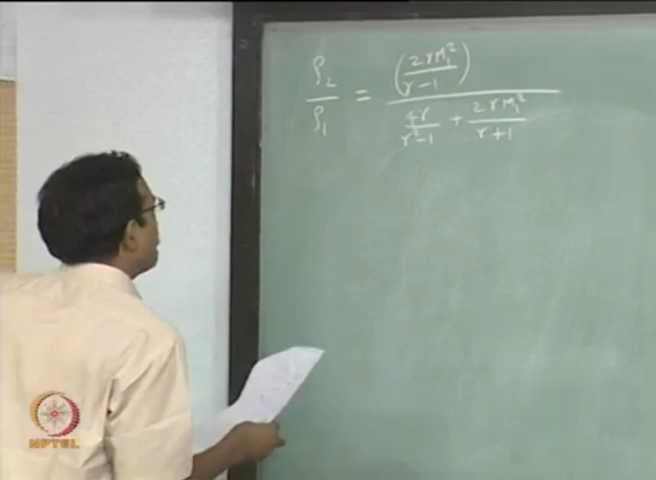 ρ₂/ρ₁ = (2γM₁²/(γ-1)) / (4γ/(γ²-1) + 2γM₁²/(γ+1))
NPTEL